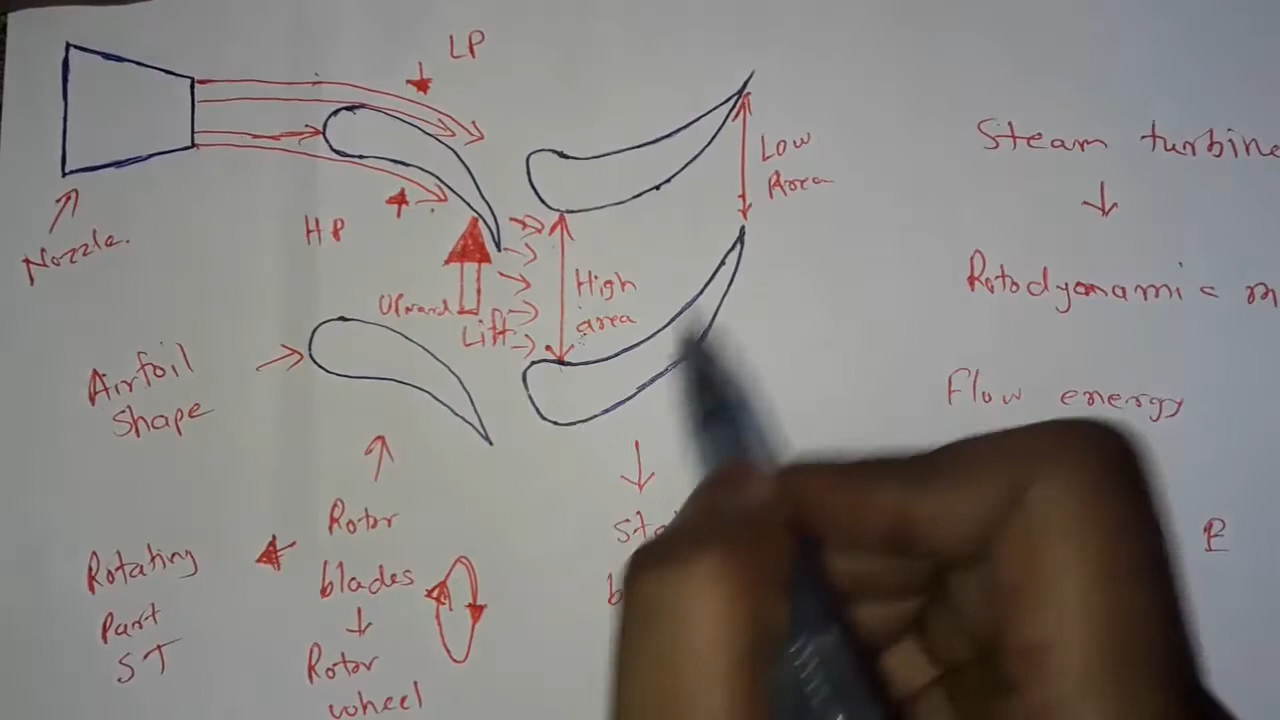 LP
Steam turbine
Low
Area
Nozzle.
HP
High
area
Upward
Lift
Rotodynamic
Airfoil
shape
Flow energy
Rotor
blades
Rotor
wheel
Rotating
Part
ST
E